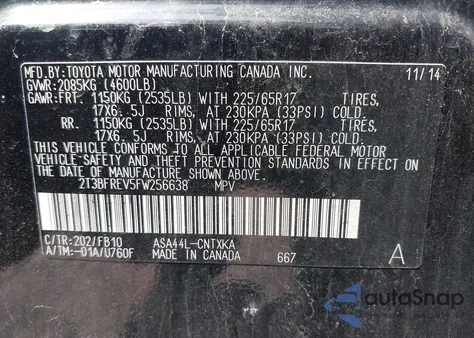 MFD.BY:TOYOTA MOTOR MANUFACTURING CANADA INC. 11/14
GVWR:2085KG (4600LB)
GAWR:FRT. 1150KG (2535LB) WITH 225/65R17 TIRES,
17X6. 5J RIMS, AT 230KPA (33PSI) COLD.
RR. 1150KG (2535LB) WITH 225/65R17 TIRES,
17X6. 5J RIMS, AT 230KPA (33PSI) COLD.
THIS VEHICLE CONFORMS TO ALL APPLICABLE FEDERAL MOTOR
VEHICLE SAFETY AND THEFT PREVENTION STANDARDS IN EFFECT ON
THE DATE OF MANUFACTURE SHOWN ABOVE.
2T3BFREV5FW256638 MPV
C/TR:202/FB10 ASA44L-CNTXKA
A/TM:-01A/U760F MADE IN CANADA 667 A
autoSnap